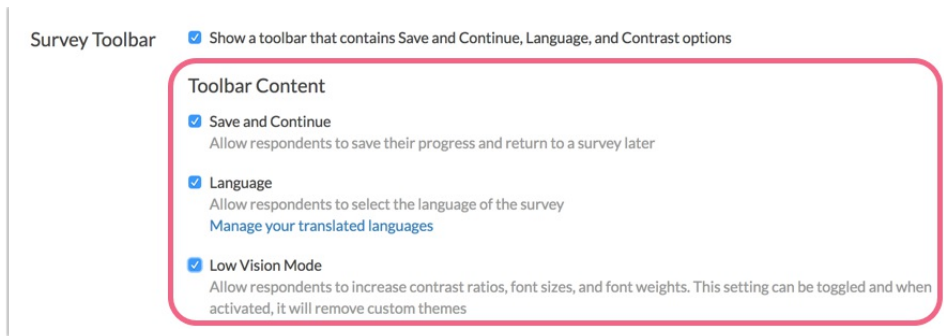 Survey Toolbar
Show a toolbar that contains Save and Continue, Language, and Contrast options
Toolbar Content
Save and Continue
Allow respondents to save their progress and return to a survey later
Language
Allow respondents to select the language of the survey
Manage your translated languages
Low Vision Mode
Allow respondents to increase contrast ratios, font sizes, and font weights. This setting can be toggled and when
activated, it will remove custom themes